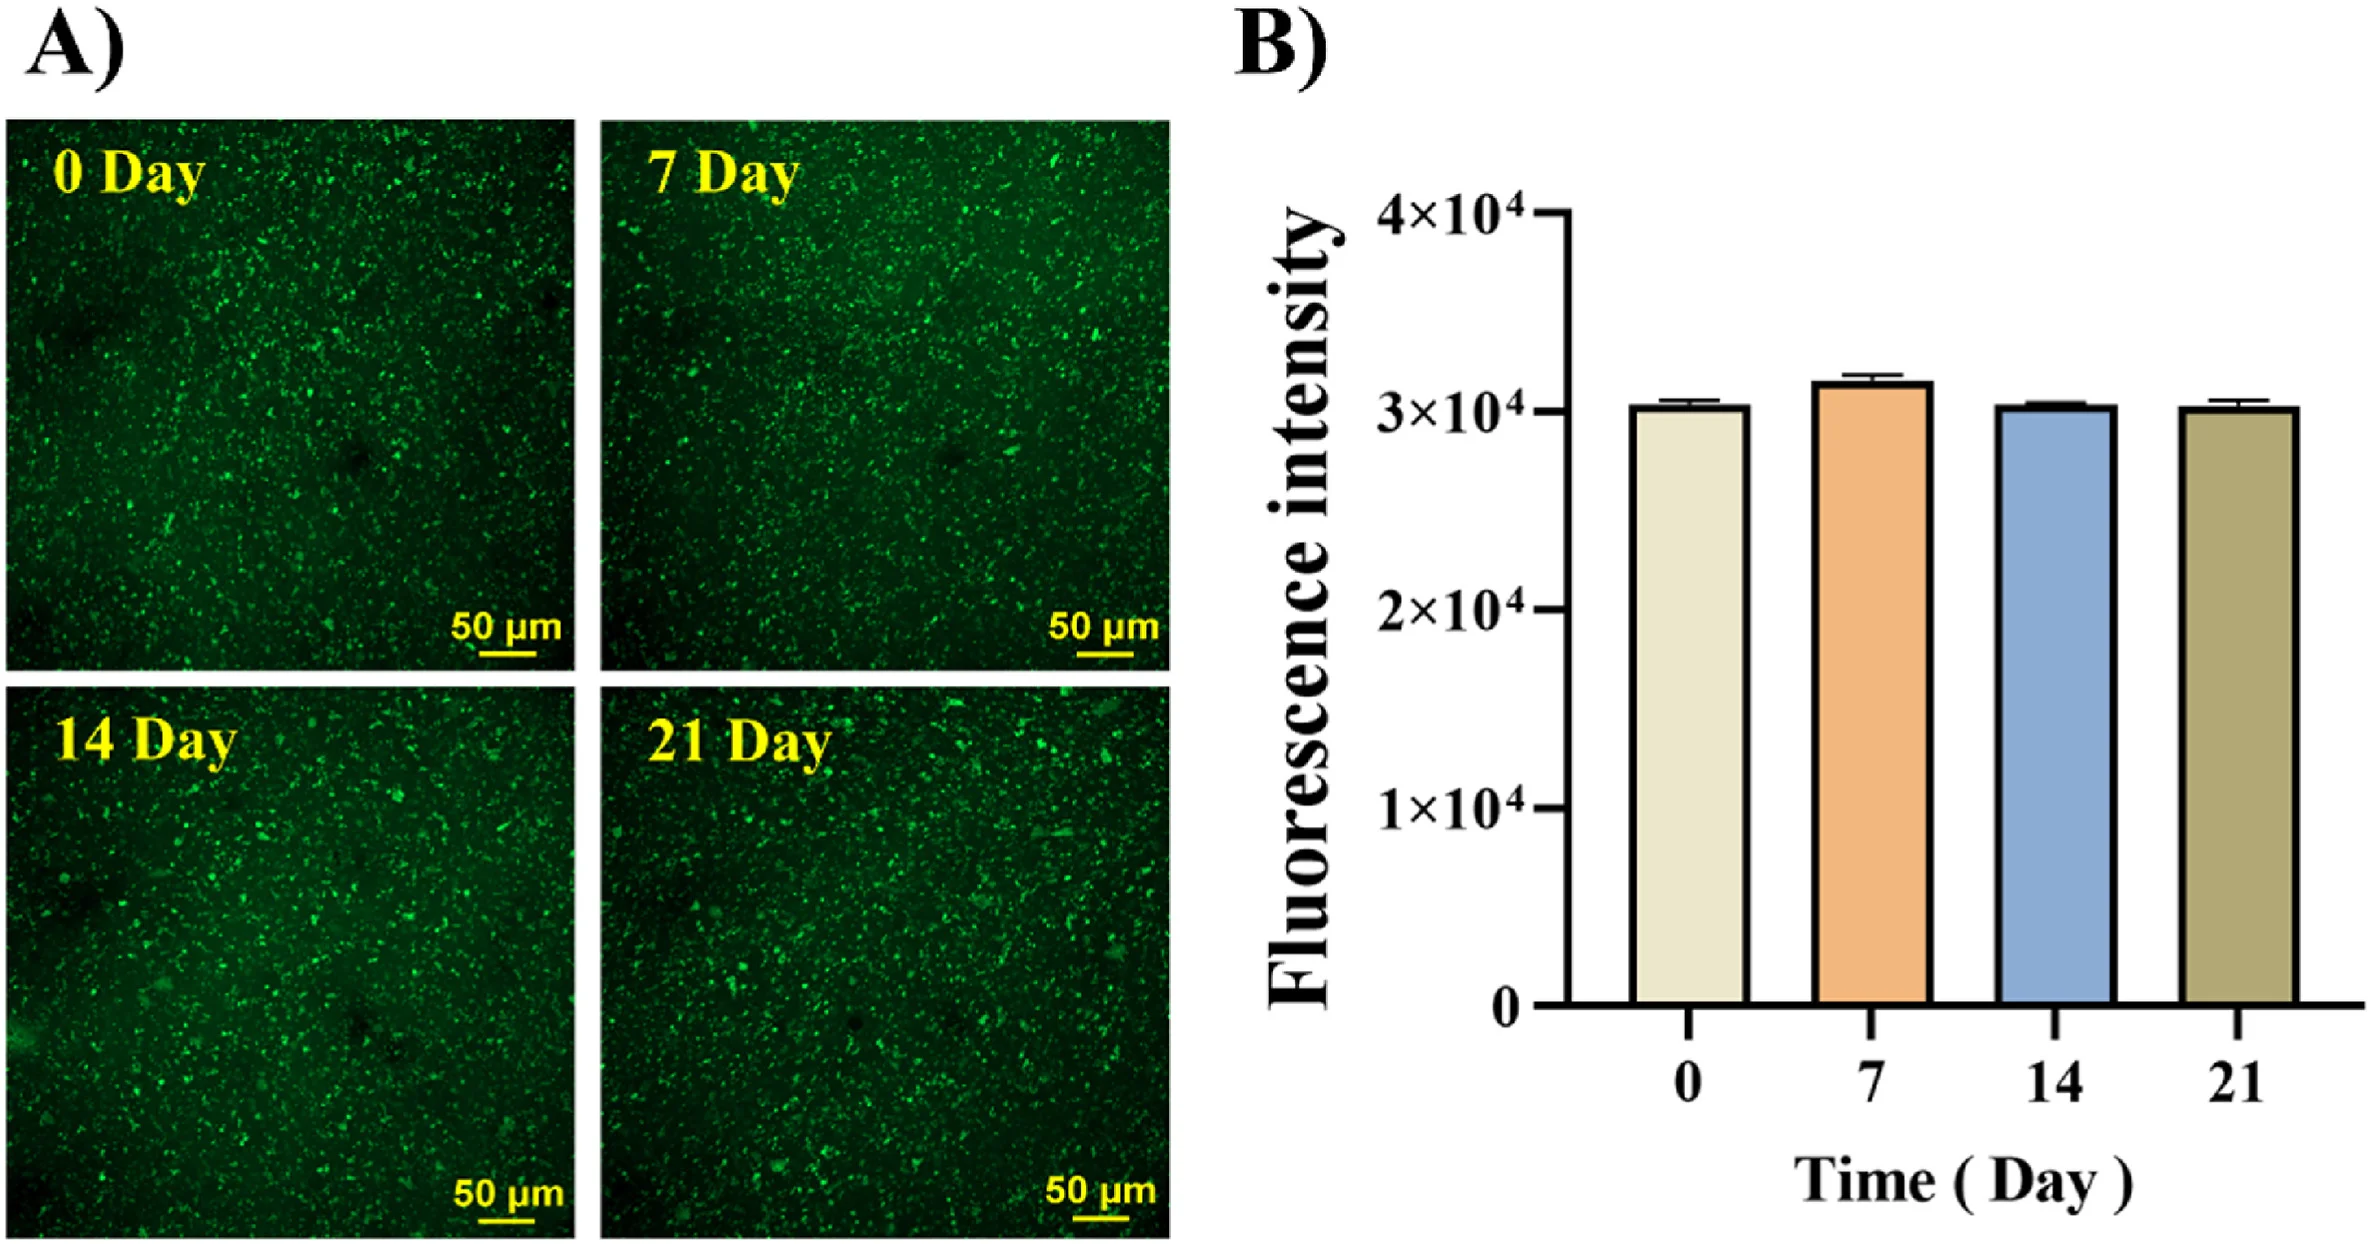 A)
0 Day
50 µm
7 Day
50 µm
14 Day
50 µm
21 Day
50 µm
B)
Fluorescence intensity
4×10⁴
3×10⁴
2×10⁴
1×10⁴
0
0 7 14 21
Time ( Day )